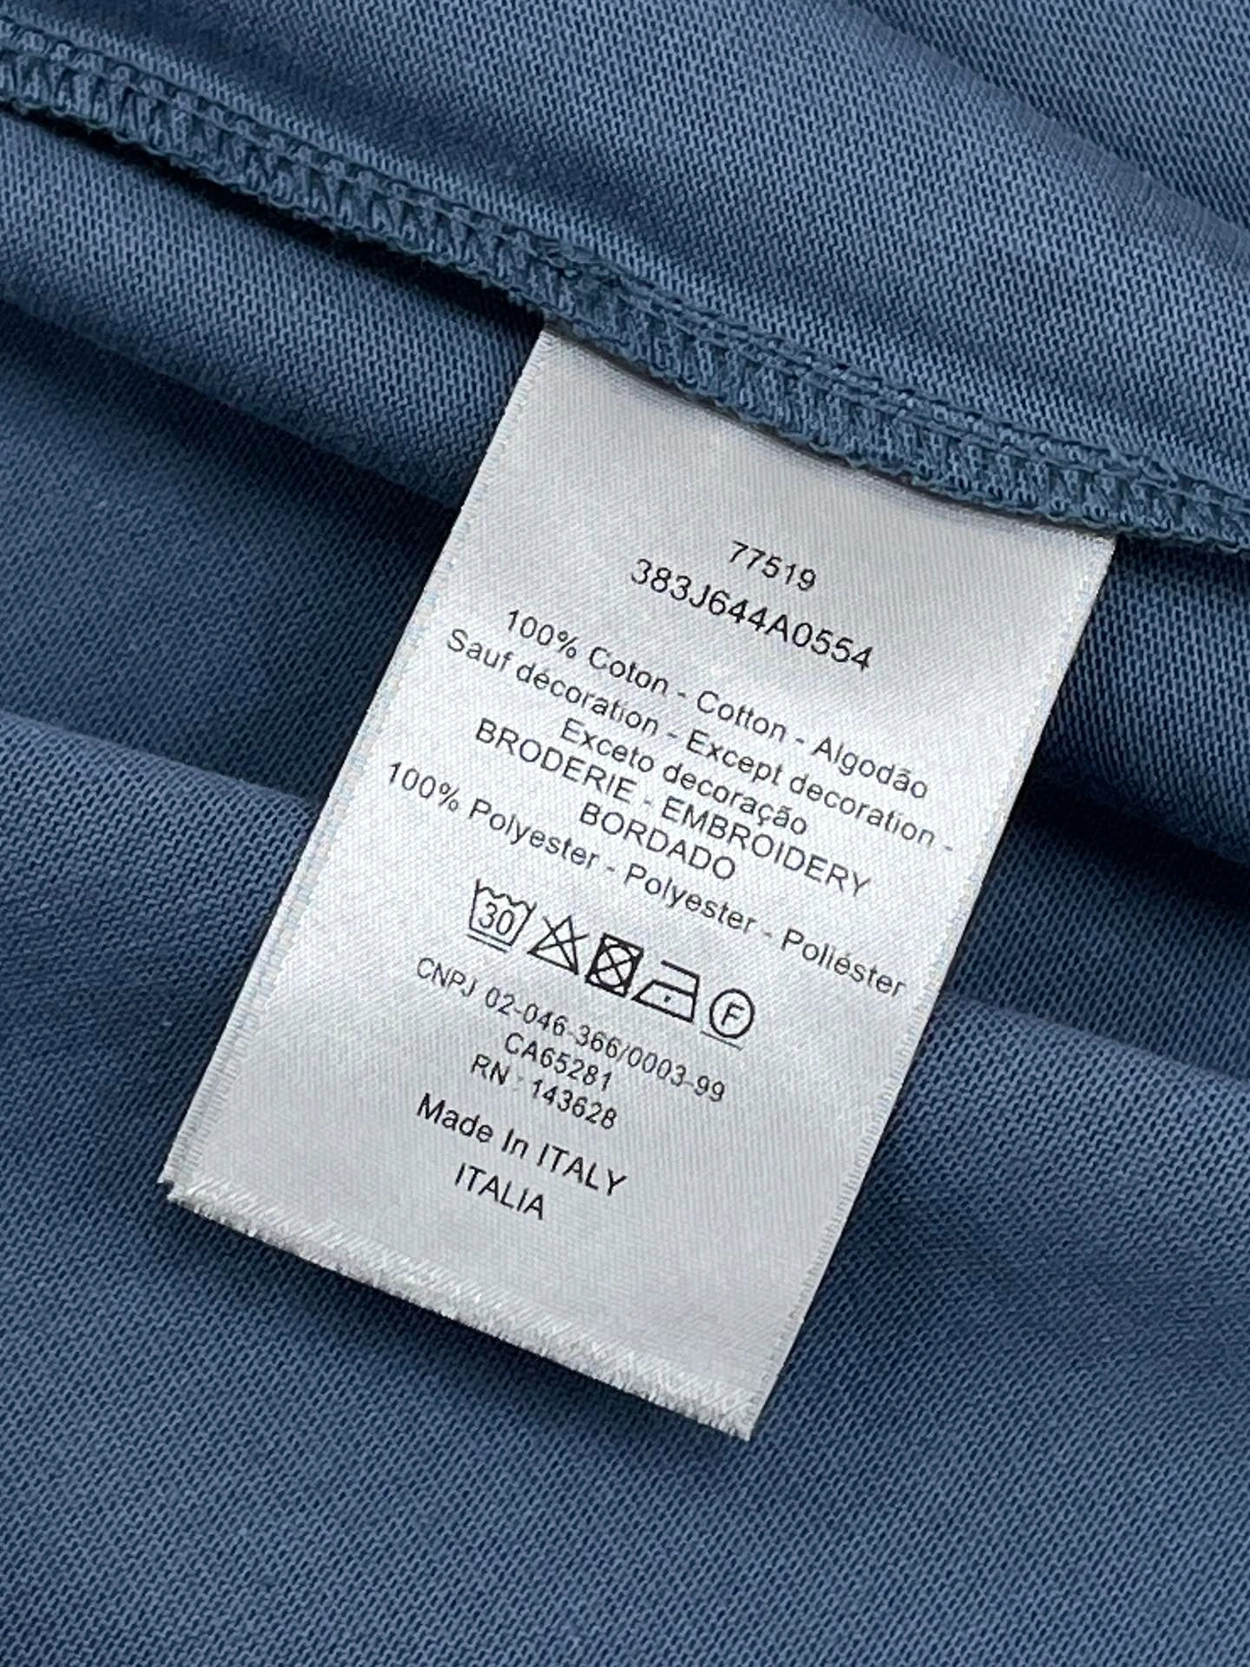 77519
383J644A0554
100% Coton - Cotton - Algodão
Sauf décoration - Except decoration -
Exceto decoração
BRODERIE - EMBROIDERY
BORDADO
100% Polyester - Polyester - Poliéster
30 F
CNPJ 02-046-366/0003-99
CA65281
RN - 143628
Made In ITALY
ITALIA